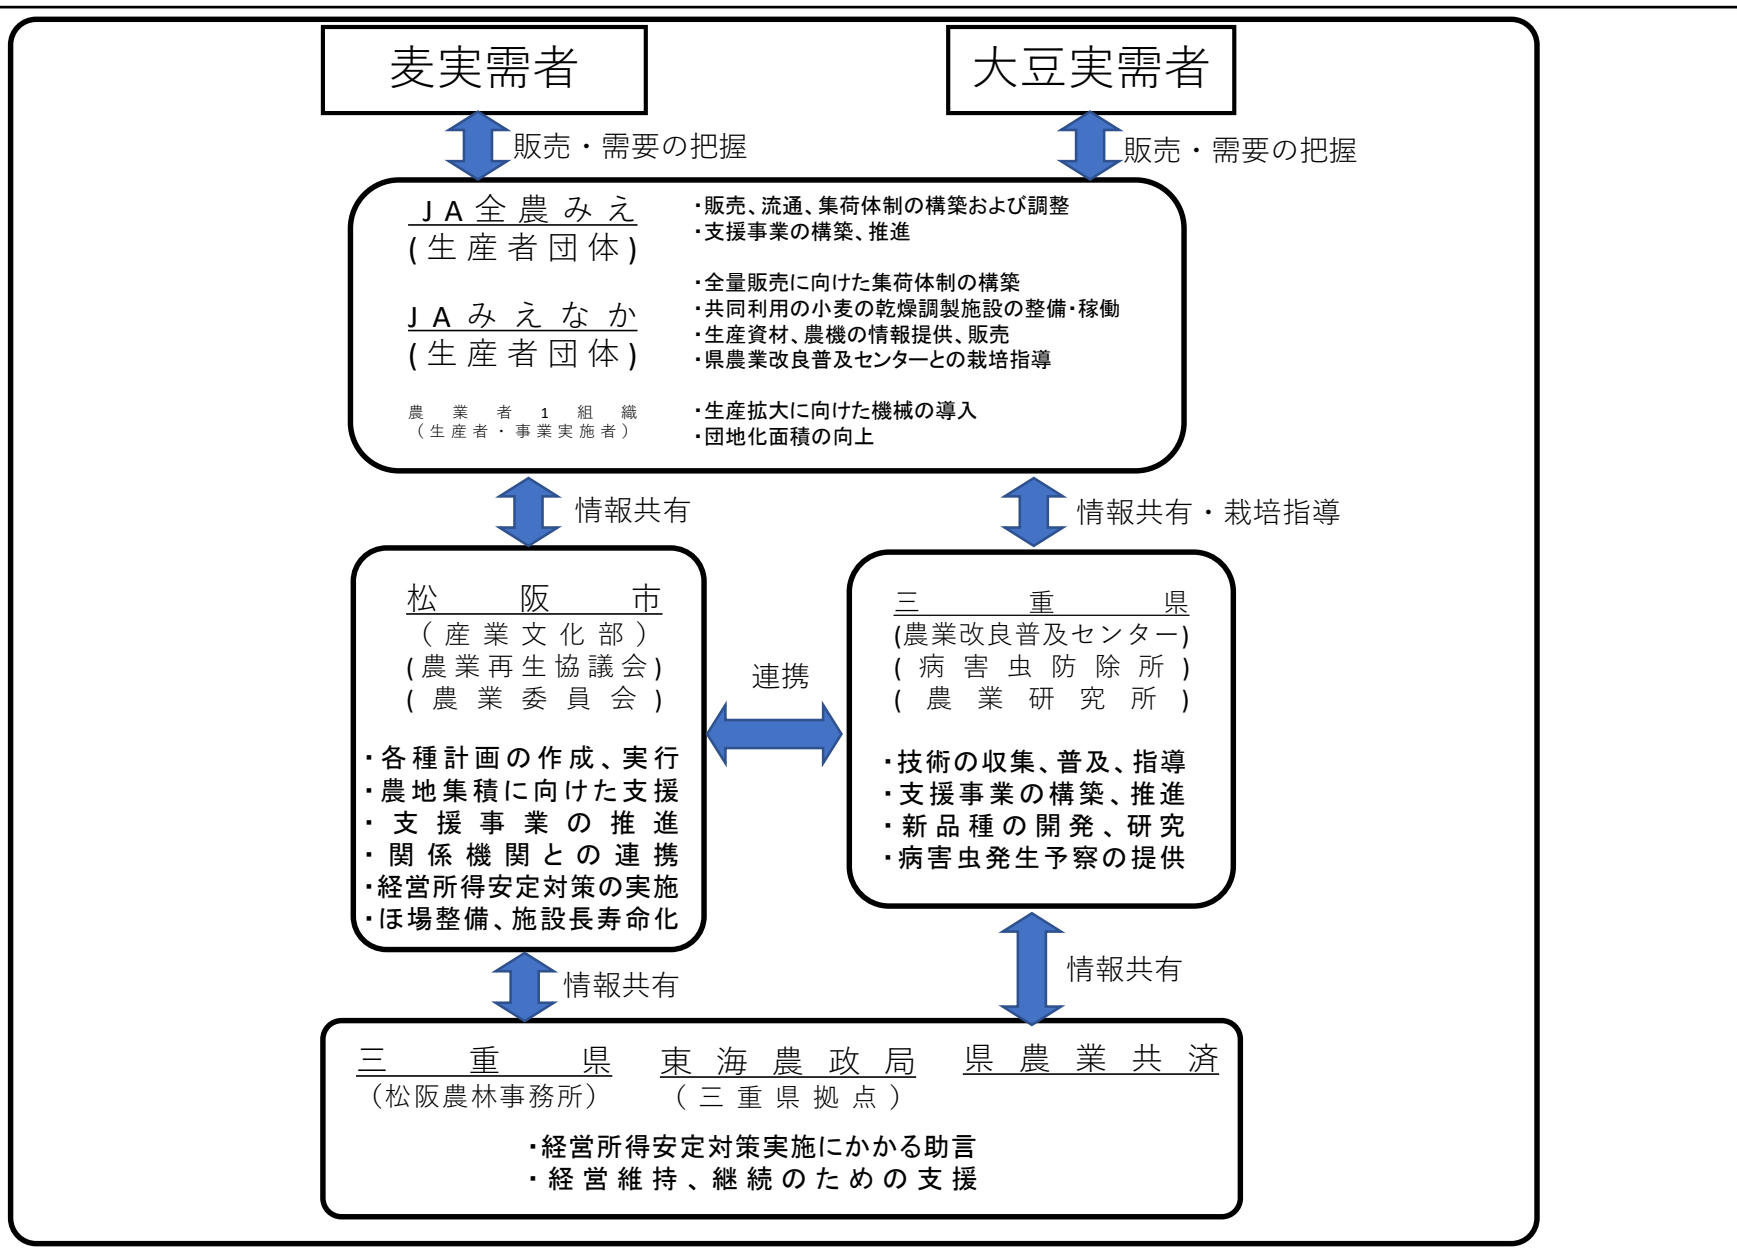 麦実需者
大豆実需者
販売・需要の把握
販売・需要の把握
JA全農みえ
(生産者団体)
・販売、流通、集荷体制の構築および調整
・支援事業の構築、推進
JAみえなか
(生産者団体)
・全量販売に向けた集荷体制の構築
・共同利用の小麦の乾燥調製施設の整備・稼働
・生産資材、農機の情報提供、販売
・県農業改良普及センターとの栽培指導
農業者1組織
（生産者・事業実施者）
・生産拡大に向けた機械の導入
・団地化面積の向上
情報共有
情報共有・栽培指導
松阪市
（産業文化部）
(農業再生協議会)
(農業委員会)
・各種計画の作成、実行
・農地集積に向けた支援
・支援事業の推進
・関係機関との連携
・経営所得安定対策の実施
・ほ場整備、施設長寿命化
連携
三重県
(農業改良普及センター)
(病害虫防除所)
(農業研究所)
・技術の収集、普及、指導
・支援事業の構築、推進
・新品種の開発、研究
・病害虫発生予察の提供
情報共有
情報共有
三重県
（松阪農林事務所）
東海農政局
（三重県拠点）
県農業共済
・経営所得安定対策実施にかかる助言
・経営維持、継続のための支援